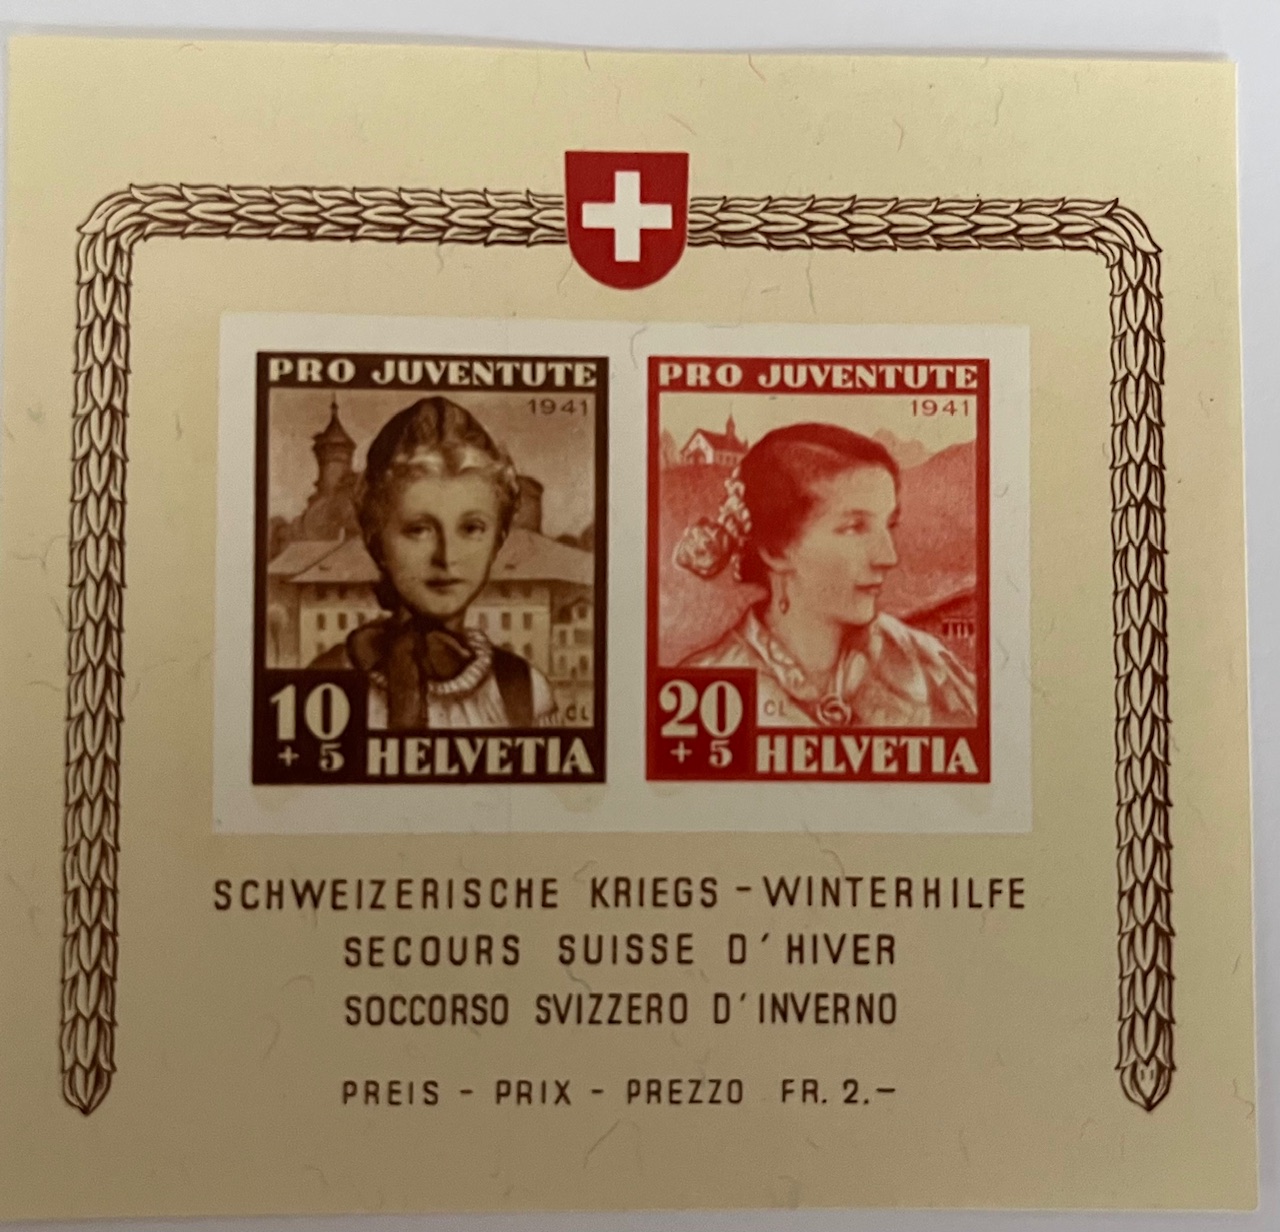 PRO JUVENTUTE
1941
10
+ 5
HELVETIA
CL
PRO JUVENTUTE
1941
20
+ 5
HELVETIA
CL
SCHWEIZERISCHE KRIEGS - WINTERHILFE
SECOURS SUISSE D'HIVER
SOCCORSO SVIZZERO D'INVERNO
PREIS - PRIX - PREZZO FR. 2.-